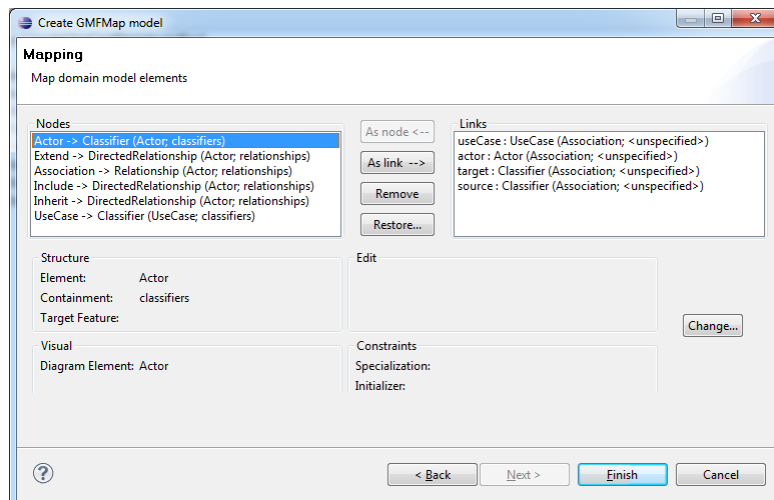 Create GMFMap model
Mapping
Map domain model elements
Nodes
Actor -> Classifier (Actor; classifiers)
Extend -> DirectedRelationship (Actor; relationships)
Association -> Relationship (Actor; relationships)
Include -> DirectedRelationship (Actor; relationships)
Inherit -> DirectedRelationship (Actor; relationships)
UseCase -> Classifier (UseCase; classifiers)
As node <--
As link -->
Remove
Restore...
Links
useCase : UseCase (Association; <unspecified>)
actor : Actor (Association; <unspecified>)
target : Classifier (Association; <unspecified>)
source : Classifier (Association; <unspecified>)
Structure
Element: Actor
Containment: classifiers
Target Feature:
Edit
Change...
Visual
Diagram Element: Actor
Constraints
Specialization:
Initializer:
?
< Back
Next >
Finish
Cancel